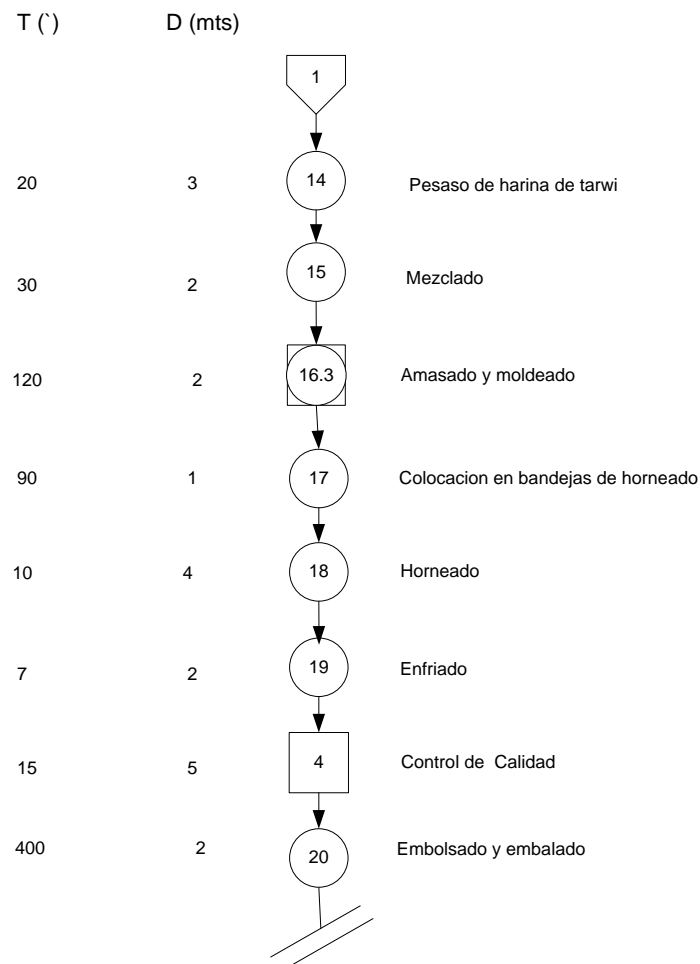 T (`) D (mts)
1
20 3 14 Pesaso de harina de tarwi
30 2 15 Mezclado
120 2 16.3 Amasado y moldeado
90 1 17 Colocacion en bandejas de horneado
10 4 18 Horneado
7 2 19 Enfriado
15 5 4 Control de Calidad
400 2 20 Embolsado y embalado